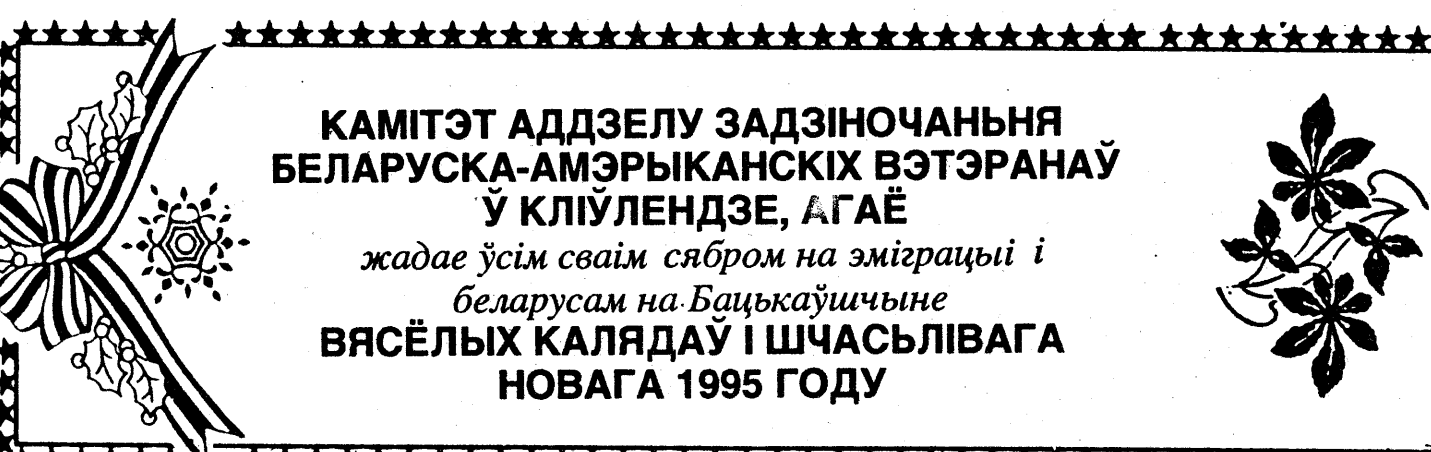 КАМІТЭТ АДДЗЕЛУ ЗАДЗІНОЧАНЬНЯ
БЕЛАРУСКА-АМЭРЫКАНСКІХ ВЭТЭРАНАЎ
Ў КЛІЎЛЕНДЗЕ, АГАЁ
жадае ўсім сваім сябром на эміграцыі і
беларусам на Бацькаўшчыне
ВЯСЁЛЫХ КАЛЯДАЎ І ШЧАСЬЛІВАГА
НОВАГА 1995 ГОДУ